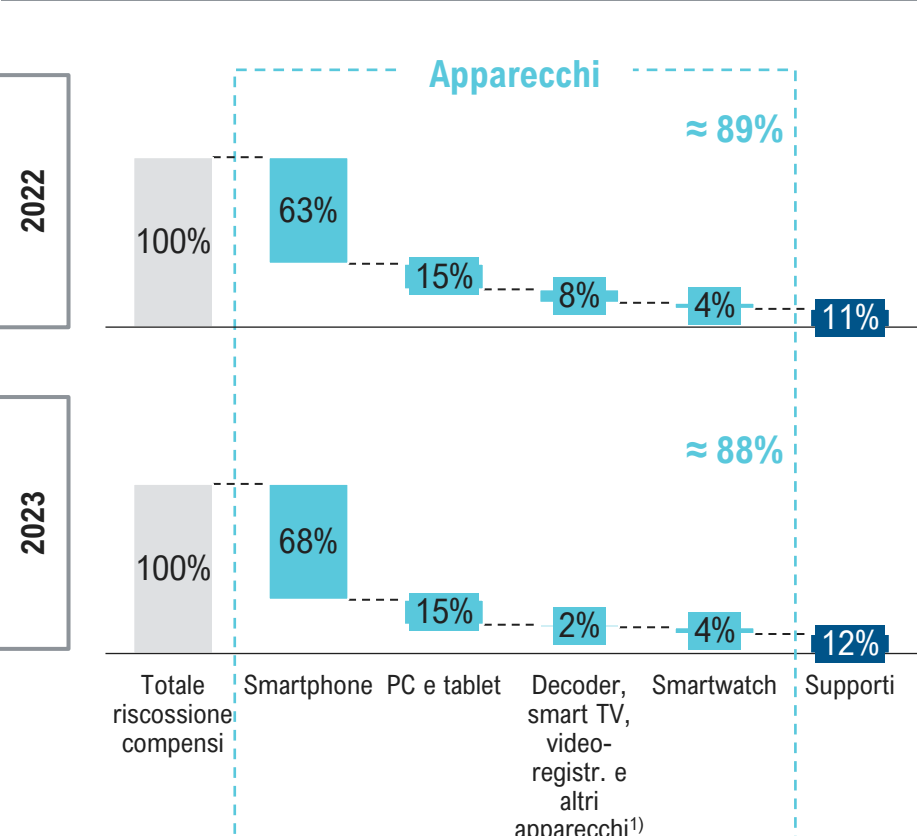 Apparecchi
≈ 89%
2022
100%
63%
15%
8%
4%
11%
≈ 88%
2023
100%
68%
15%
2%
4%
12%
Totale
riscossione
compensi
Smartphone
PC e tablet
Decoder,
smart TV,
video-
registr. e
altri
apparecchi1)
Smartwatch
Supporti